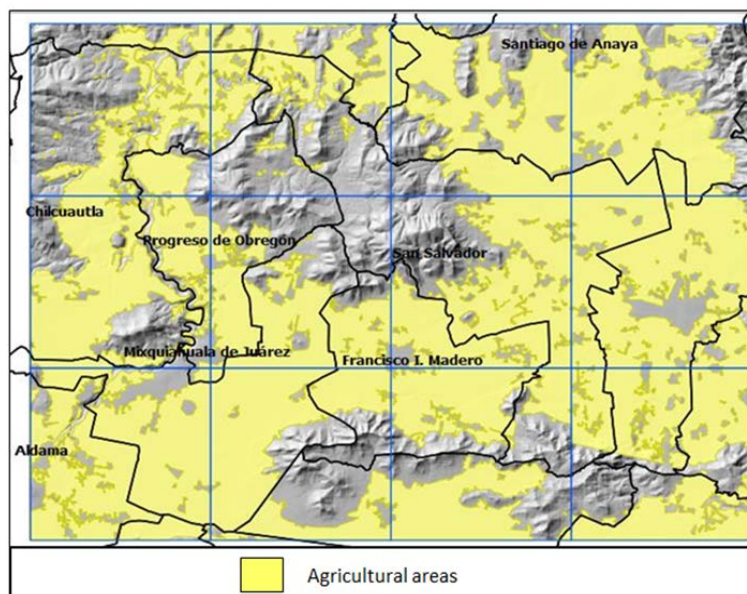 Santiago de Anaya
Chilcuautla
Progreso de Obregón
San Salvador
Mixquiahuala de Juárez
Francisco I. Madero
Aldama
Agricultural areas